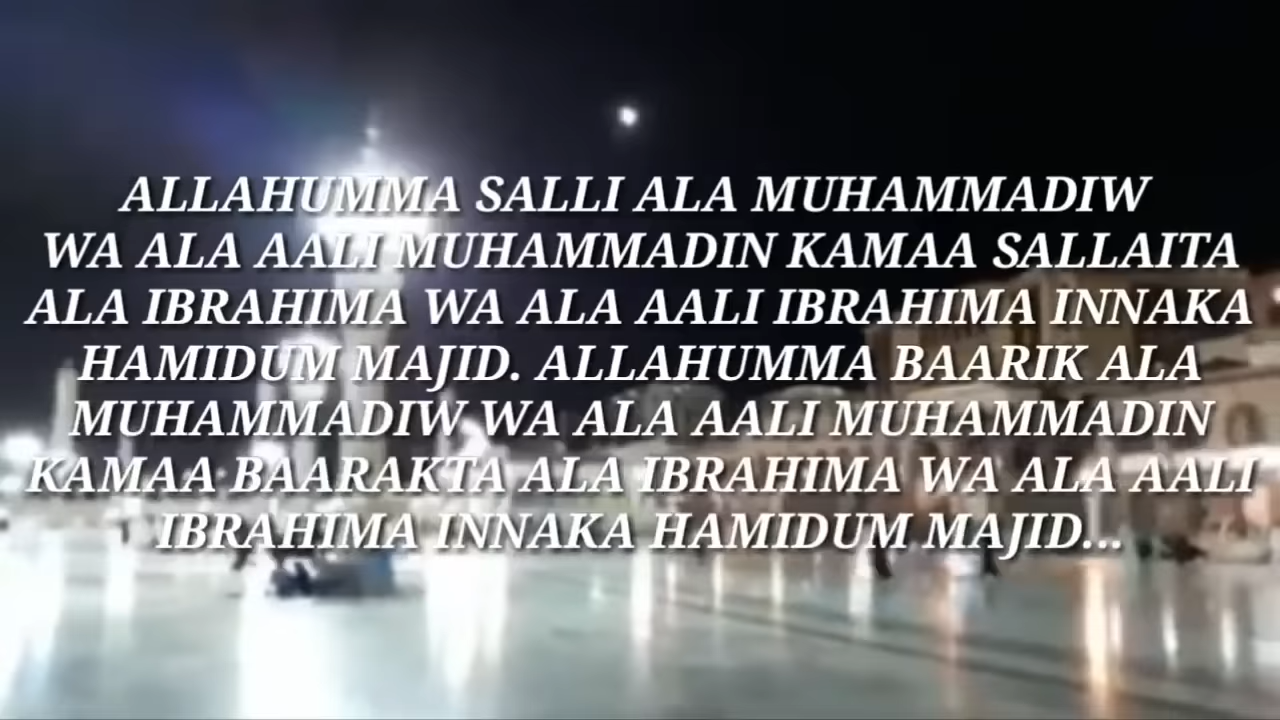 ALLAHUMMA SALLI ALA MUHAMMADIW
WA ALA AALI MUHAMMADIN KAMAA SALLAITA
ALA IBRAHIMA WA ALA AALI IBRAHIMA INNAKA
HAMIDUM MAJID. ALLAHUMMA BAARIK ALA
MUHAMMADIW WA ALA AALI MUHAMMADIN
KAMAA BAARAKTA ALA IBRAHIMA WA ALA AALI
IBRAHIMA INNAKA HAMIDUM MAJID...